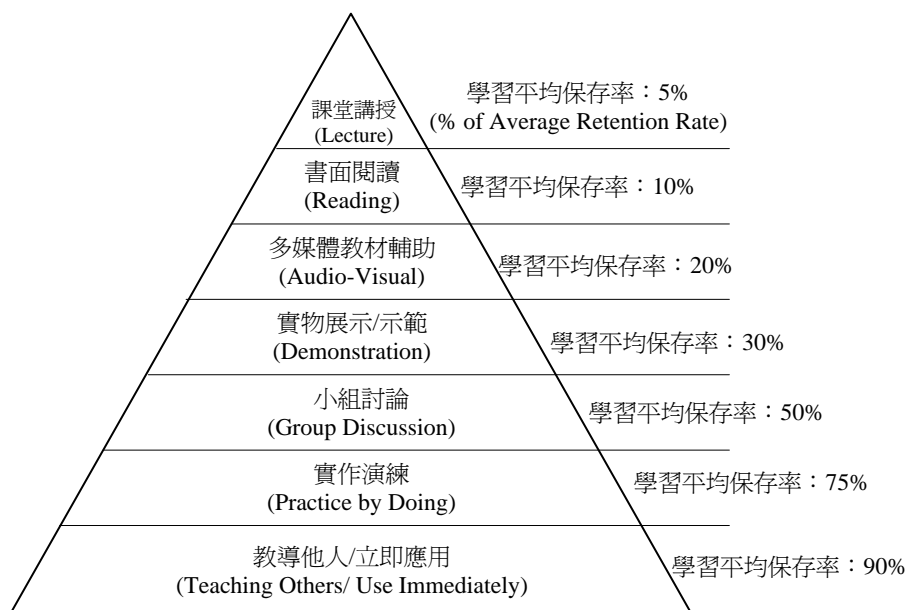 課堂講授
(Lecture)
學習平均保存率：5%
(% of Average Retention Rate)
書面閱讀
(Reading)
學習平均保存率：10%
多媒體教材輔助
(Audio-Visual)
學習平均保存率：20%
實物展示/示範
(Demonstration)
學習平均保存率：30%
小組討論
(Group Discussion)
學習平均保存率：50%
實作演練
(Practice by Doing)
學習平均保存率：75%
教導他人/立即應用
(Teaching Others/ Use Immediately)
學習平均保存率：90%